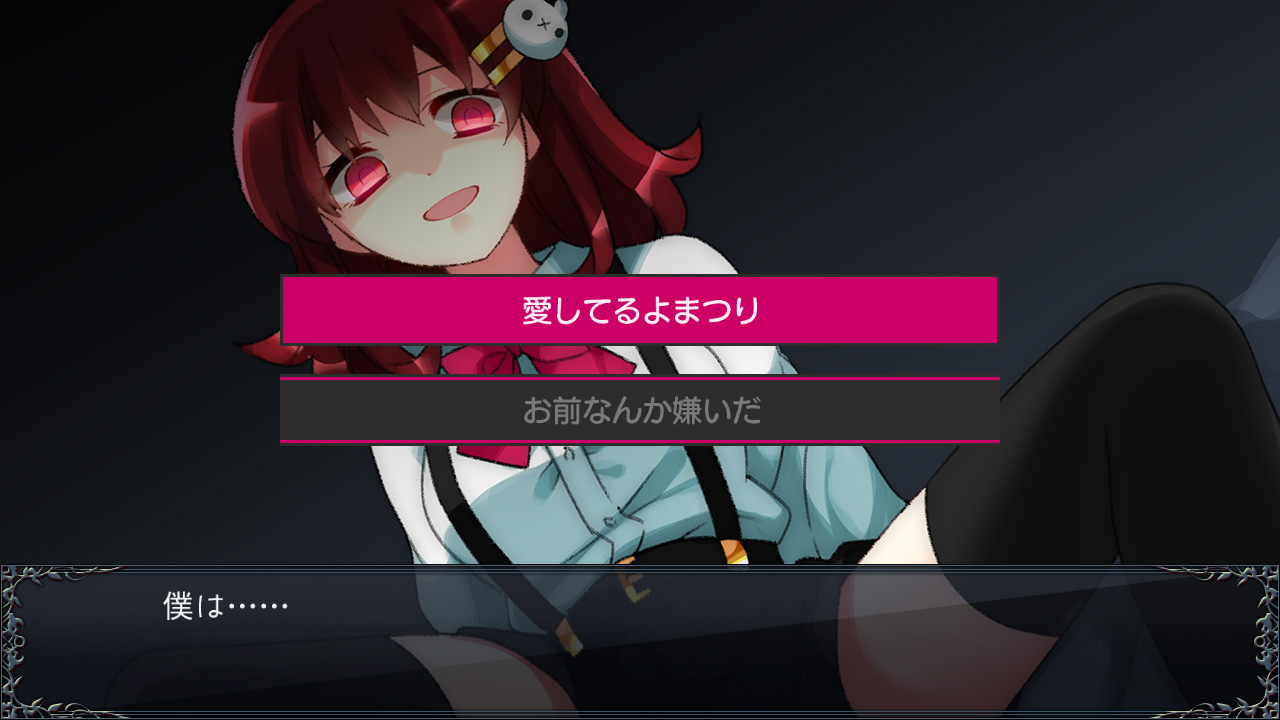 愛してるよまつり
お前なんか嫌いだ
僕は……